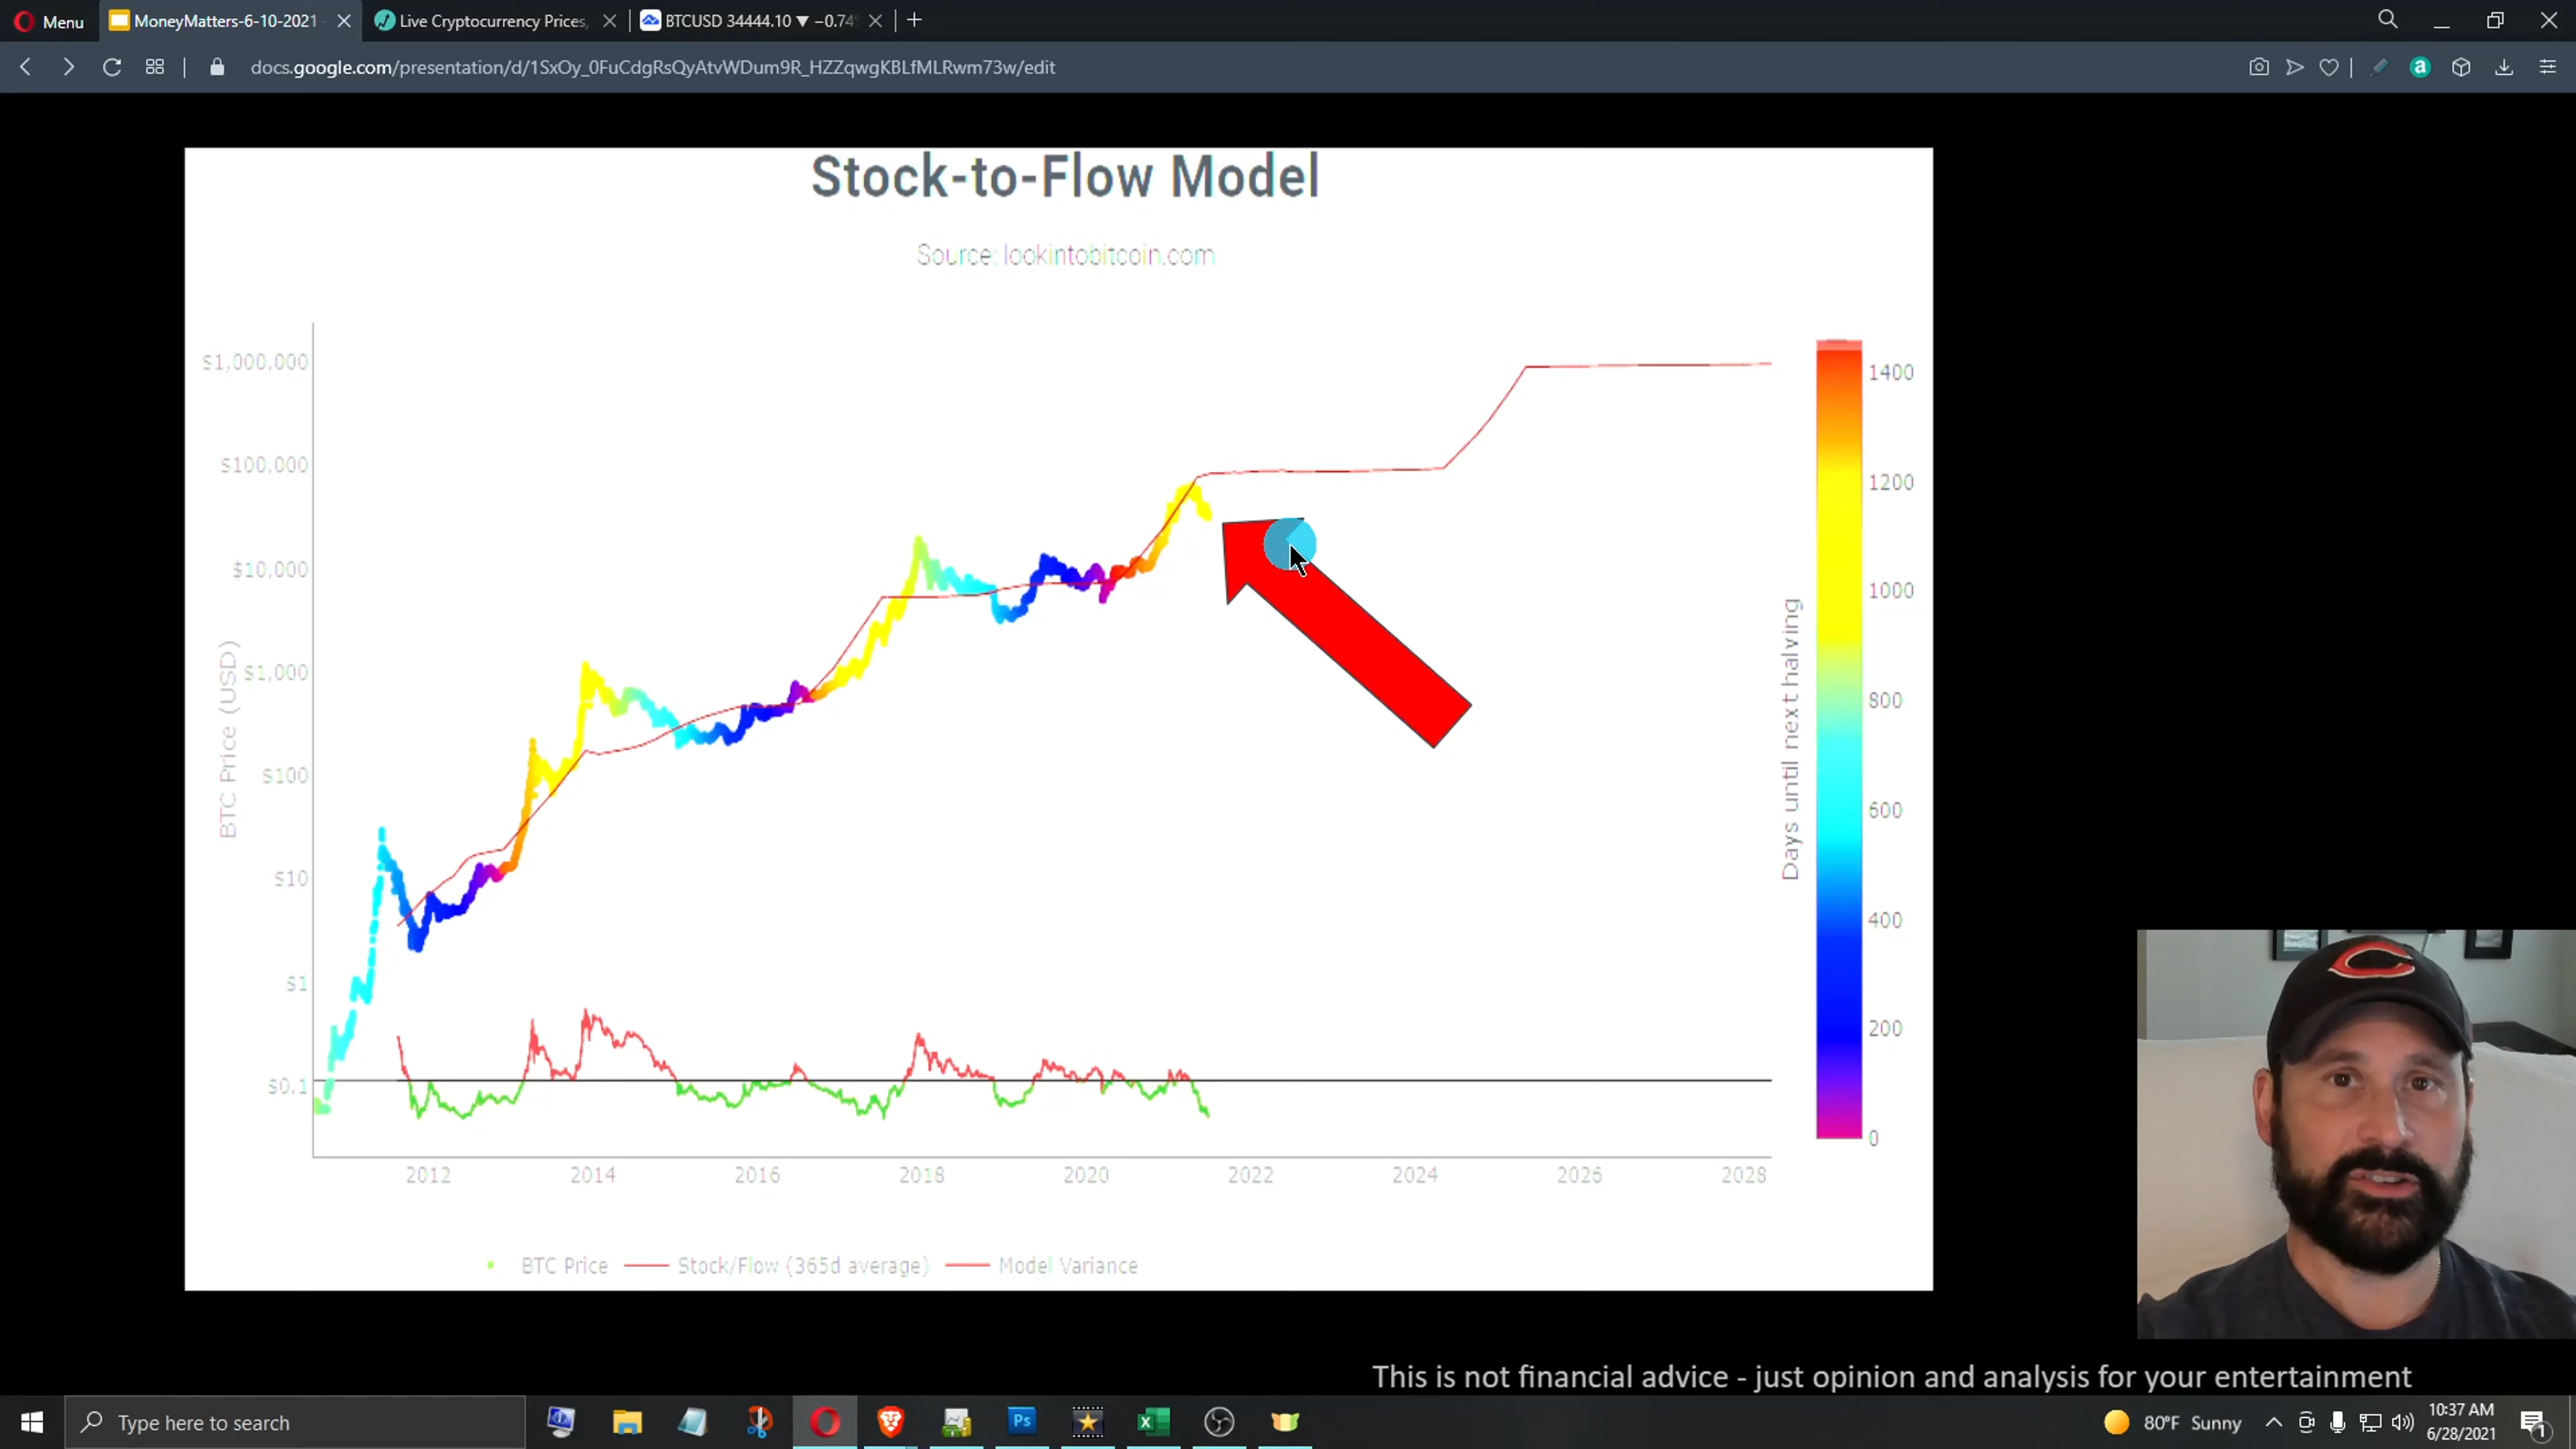 Menu
MoneyMatters-6-10-2021
Live Cryptocurrency Prices,
BTCUSD 34444.10 ▼ −0.74%
docs.google.com/presentation/d/1SxOy_0FuCdgRsQyAtvWDum9R_HZZqwgKBLfMLRwm73w/edit
a
Stock-to-Flow Model
Source: lookintobitcoin.com
$1,000,000
$100,000
$10,000
$1,000
$100
$10
$1
$0.1
BTC Price (USD)
2012
2014
2016
2018
2020
2022
2024
2026
2028
BTC Price
Stock/Flow (365d average)
Model Variance
Days until next halving
1400
1200
1000
800
600
400
200
0
C
This is not financial advice - just opinion and analysis for your entertainment
Type here to search
Ps
X
80°F Sunny
10:37 AM
6/28/2021
1